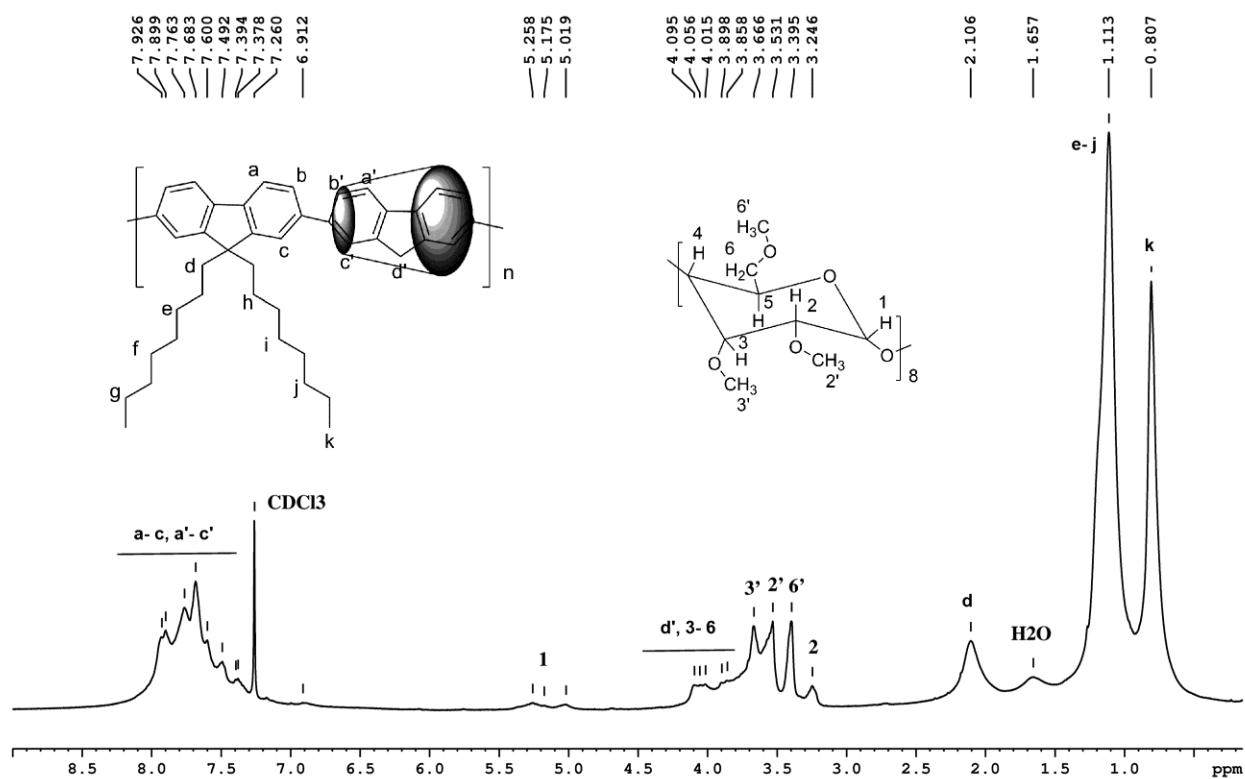 7.926
7.899
7.763
7.683
7.600
7.492
7.394
7.378
7.260
6.912
5.258
5.175
5.019
4.095
4.056
4.015
3.898
3.858
3.666
3.531
3.395
3.246
2.106
1.657
1.113
0.807
a b b' a'
c c' d'
n
d
e h
f i
g j
k
6'
H3C
O
4 6
H H2C O
5 H 2 1
H H
3
H O CH3 O
O 2' 8
CH3
3'
e- j
k
CDCl3
a- c, a'- c'
1
d', 3- 6
3’ 2’ 6’
2
d
H2O
8.5 8.0 7.5 7.0 6.5 6.0 5.5 5.0 4.5 4.0 3.5 3.0 2.5 2.0 1.5 1.0 ppm